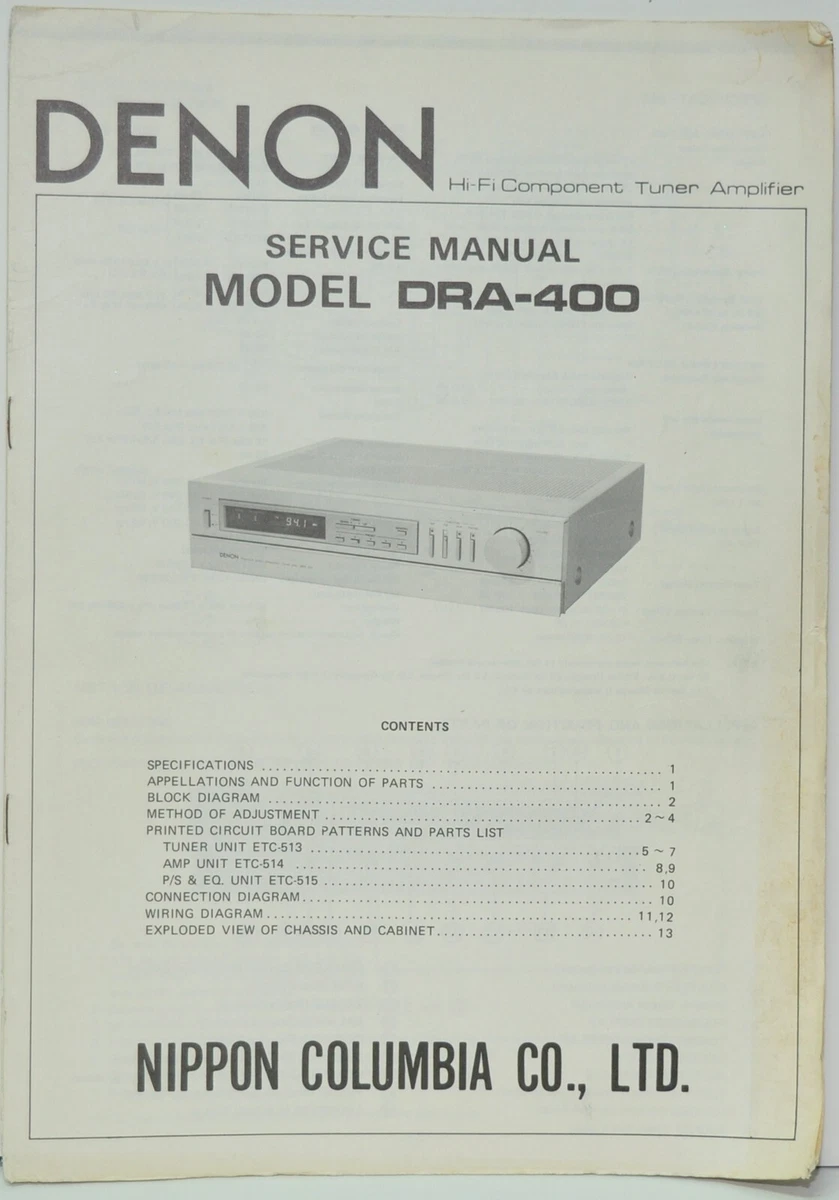 DENON
Hi-Fi Component Tuner Amplifier
SERVICE MANUAL
MODEL DRA-400
94.1
DENON
CONTENTS
SPECIFICATIONS ........ 1
APPELLATIONS AND FUNCTION OF PARTS ........ 1
BLOCK DIAGRAM ........ 2
METHOD OF ADJUSTMENT ........ 2~4
PRINTED CIRCUIT BOARD PATTERNS AND PARTS LIST
TUNER UNIT ETC-513 ........ 5 ~ 7
AMP UNIT ETC-514 ........ 8,9
P/S & EQ. UNIT ETC-515 ........ 10
CONNECTION DIAGRAM ........ 10
WIRING DIAGRAM ........ 11,12
EXPLODED VIEW OF CHASSIS AND CABINET ........ 13
NIPPON COLUMBIA CO., LTD.